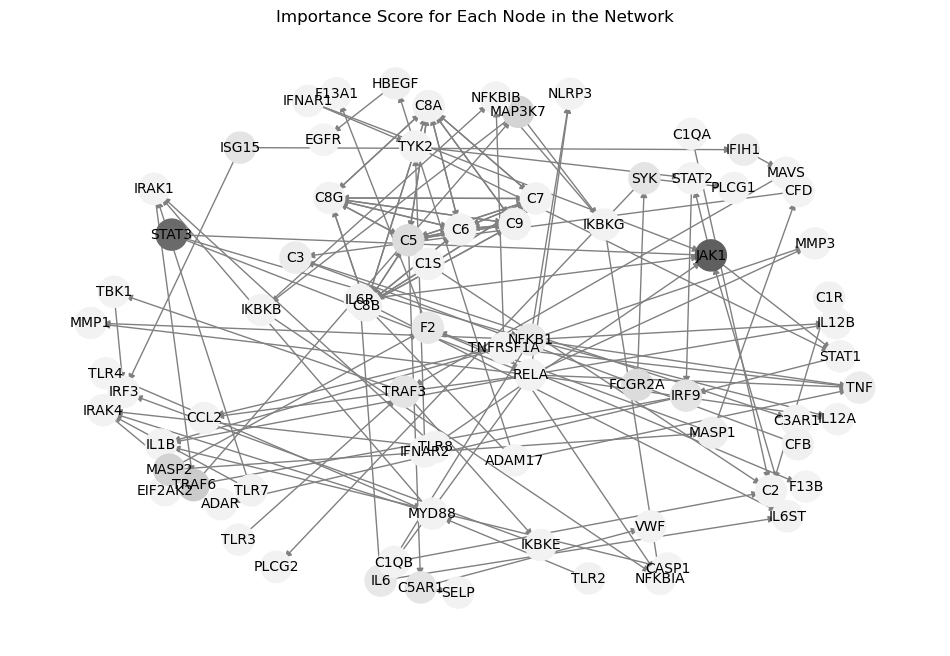 Importance Score for Each Node in the Network
HBEGF
F13A1
IFNAR1
NFKBIB
NLRP3
C8A
MAP3K7
EGFR
TYK2
C1QA
ISG15
IFIH1
MAVS
SYK
STAT2
PLCG1
CFD
IRAK1
C8G
C7
C9
IKBKG
C6
STAT3
C5
MMP3
C3
C1S
JAK1
TBK1
IL6R
C8B
C1R
IKBKB
MMP1
IL12B
F2
NFKB1
TNFRSF1A
STAT1
TLR4
RELA
IRF3
TRAF3
FCGR2A
IRF9
TNF
IRAK4
CCL2
C3AR1
IL12A
MASP1
IL1B
TLR8
IFNAR2
CFB
ADAM17
MASP2
TRAF6
EIF2AK2
TLR7
C2
F13B
ADAR
MYD88
IL6ST
VWF
TLR3
IKBKE
PLCG2
C1QB
CASP1
IL6
TLR2
NFKBIA
C5AR1
SELP